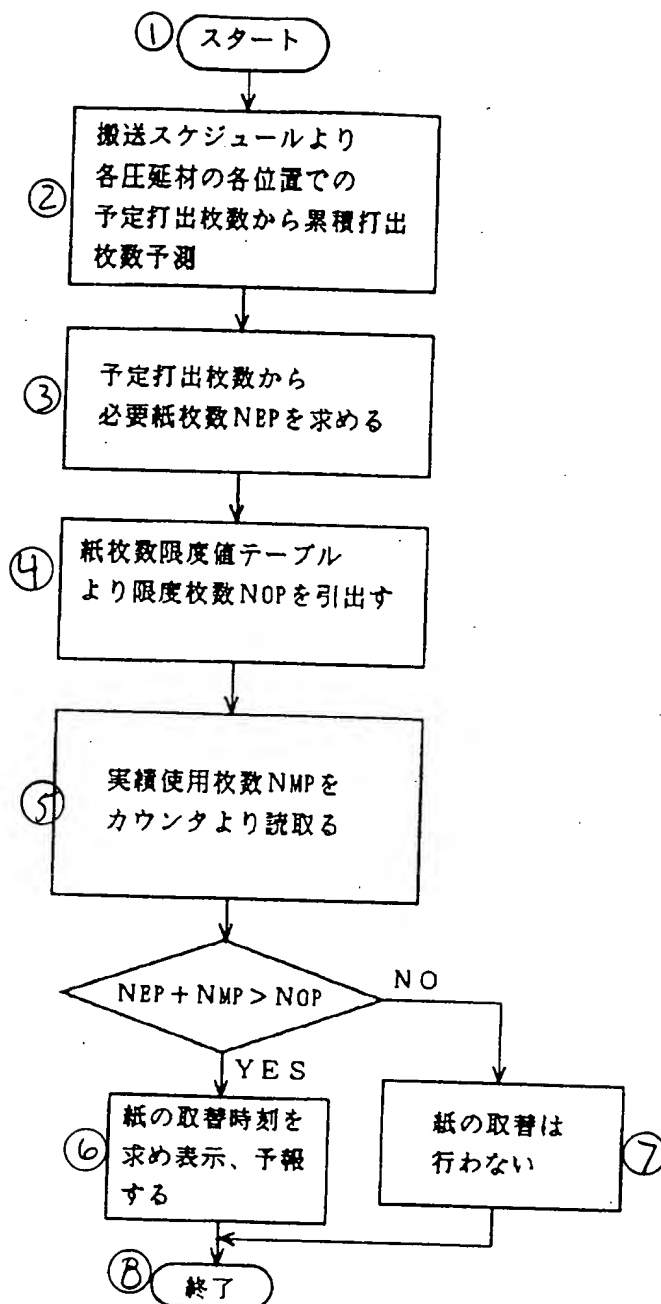 ① スタート
搬送スケジュールより
各圧延材の各位置での
② 予定打出枚数から累積打出
枚数予測
予定打出枚数から
③ 必要紙枚数NEPを求める
紙枚数限度値テーブル
④ より限度枚数NOPを引出す
実績使用枚数NMPを
⑤ カウンタより読取る
NEP+NMP>NOP
NO
YES
紙の取替時刻を
⑥ 求め表示、予報
する
紙の取替は
行わない ⑦
⑧ 終了